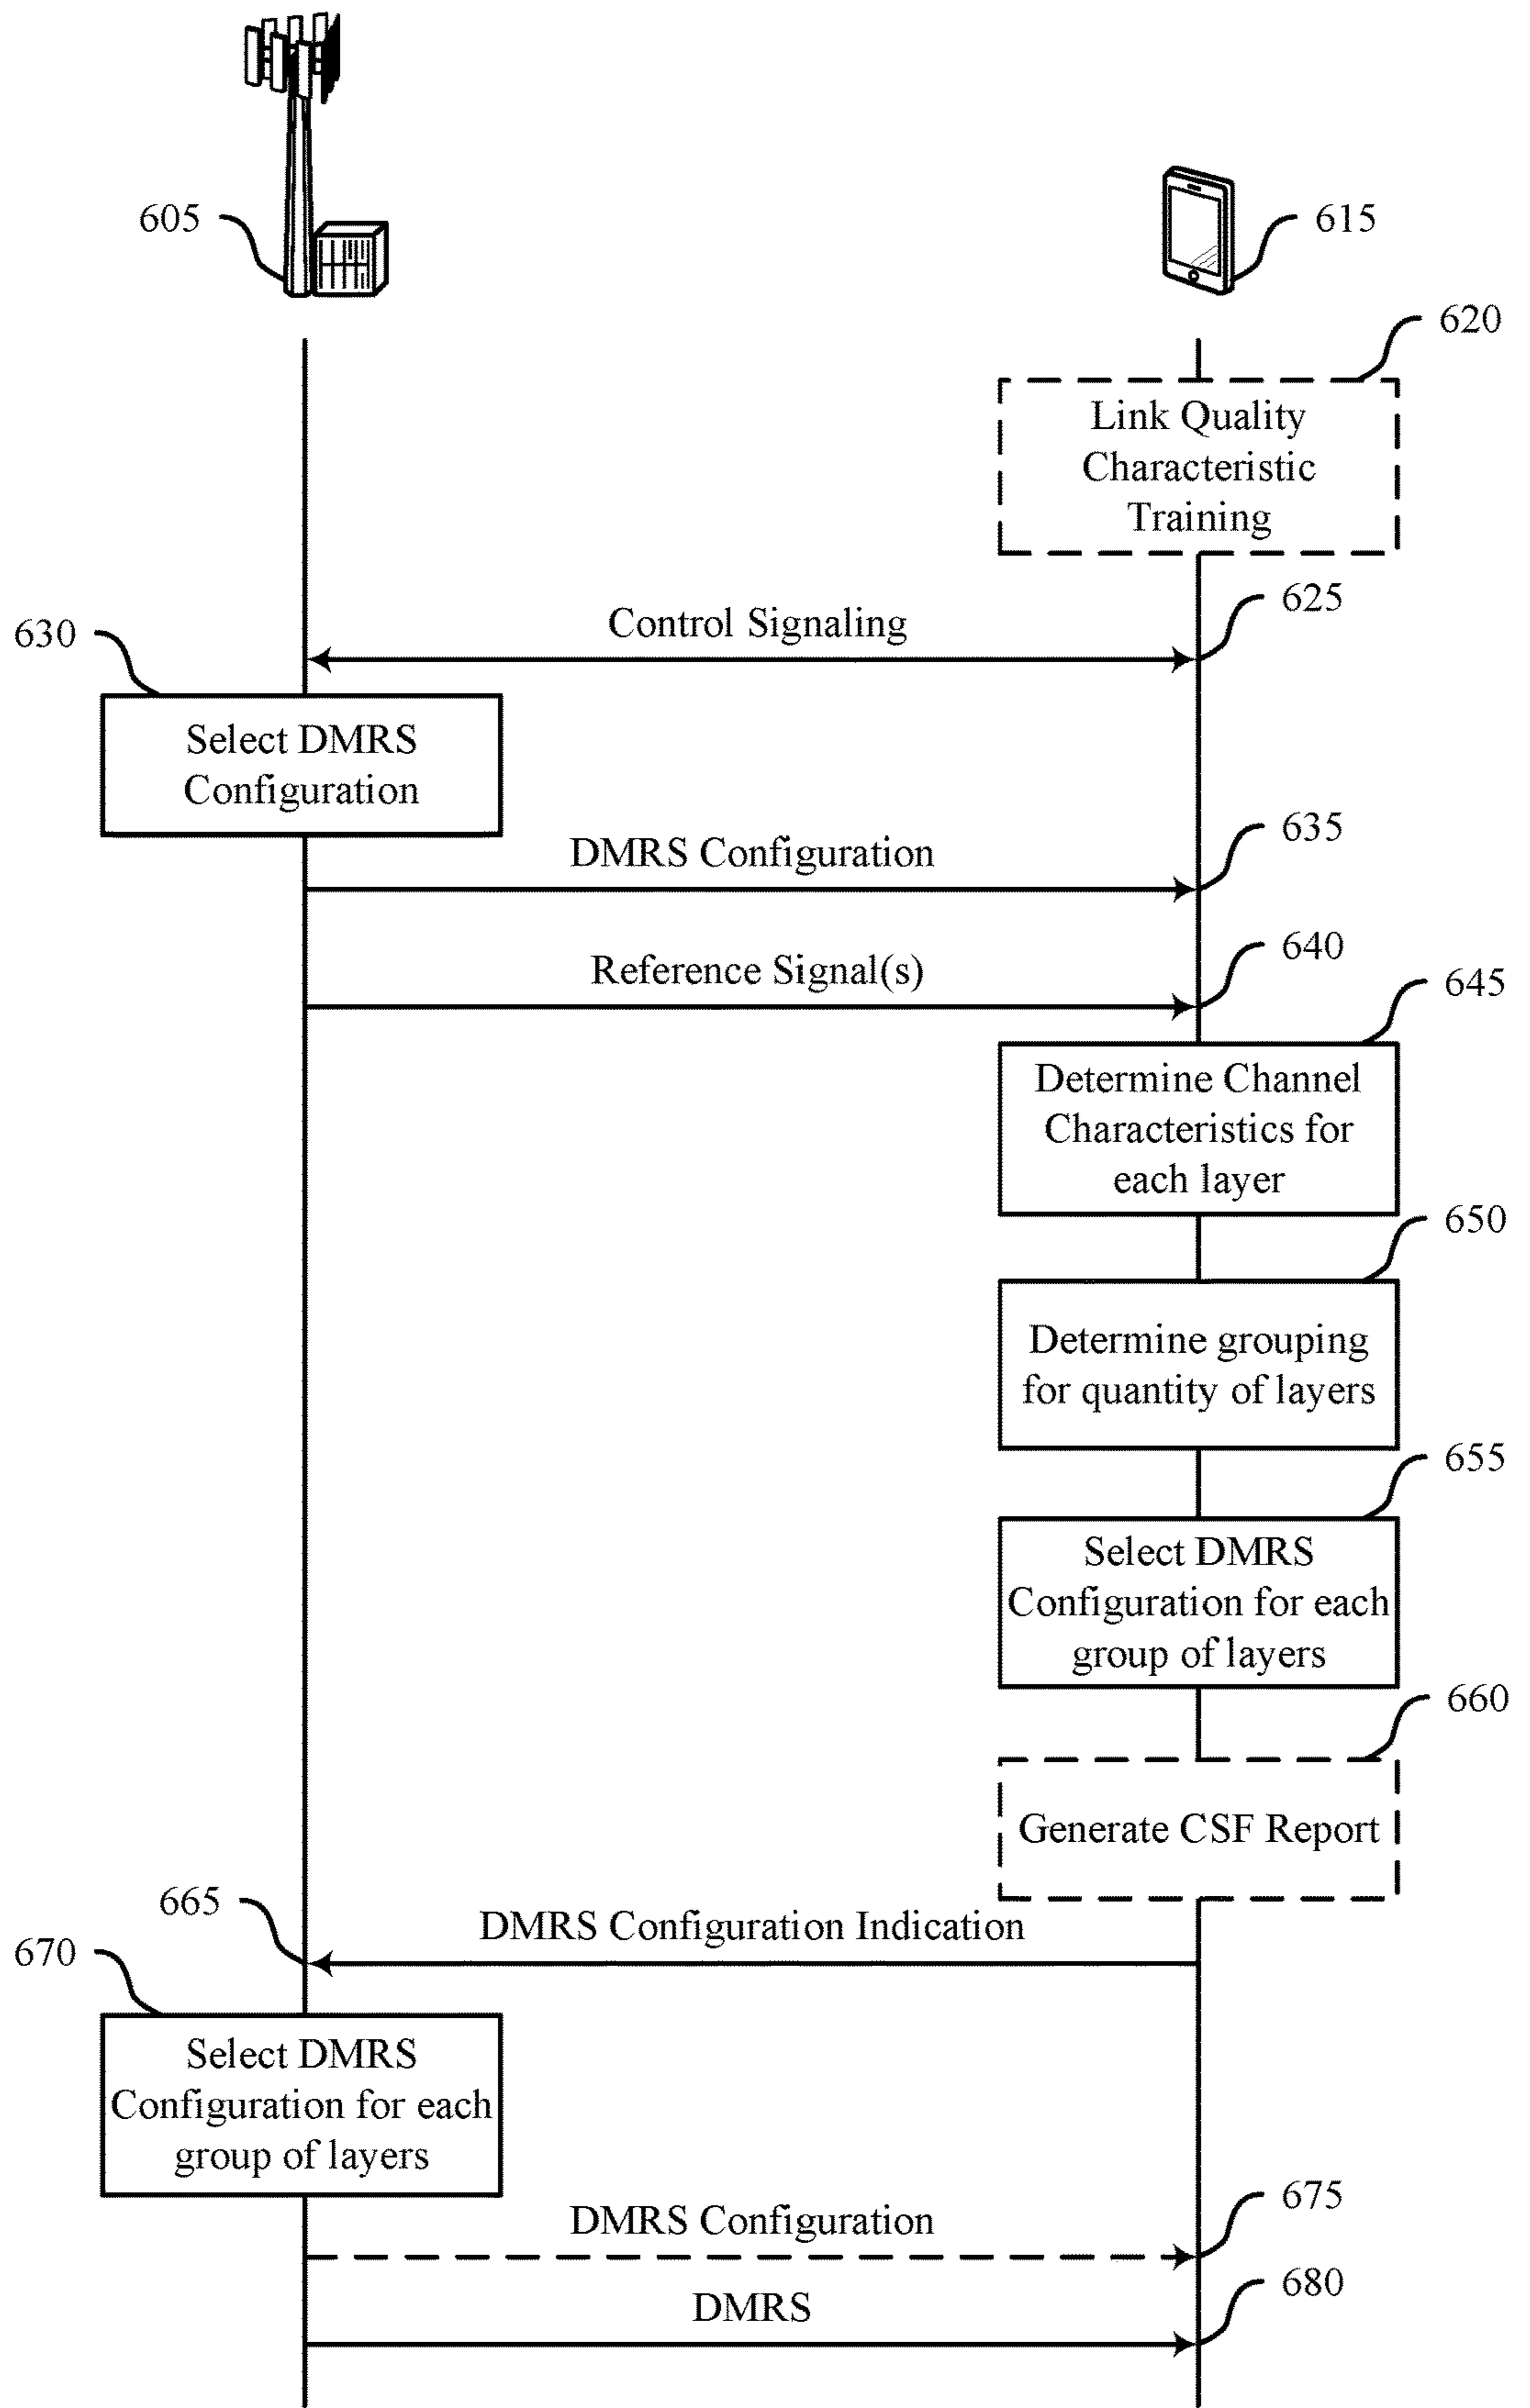 605
615
620
Link Quality
Characteristic
Training
625
Control Signaling
630
Select DMRS
Configuration
635
DMRS Configuration
640
Reference Signal(s)
645
Determine Channel
Characteristics for
each layer
650
Determine grouping
for quantity of layers
655
Select DMRS
Configuration for each
group of layers
660
Generate CSF Report
665
DMRS Configuration Indication
670
Select DMRS
Configuration for each
group of layers
675
DMRS Configuration
680
DMRS